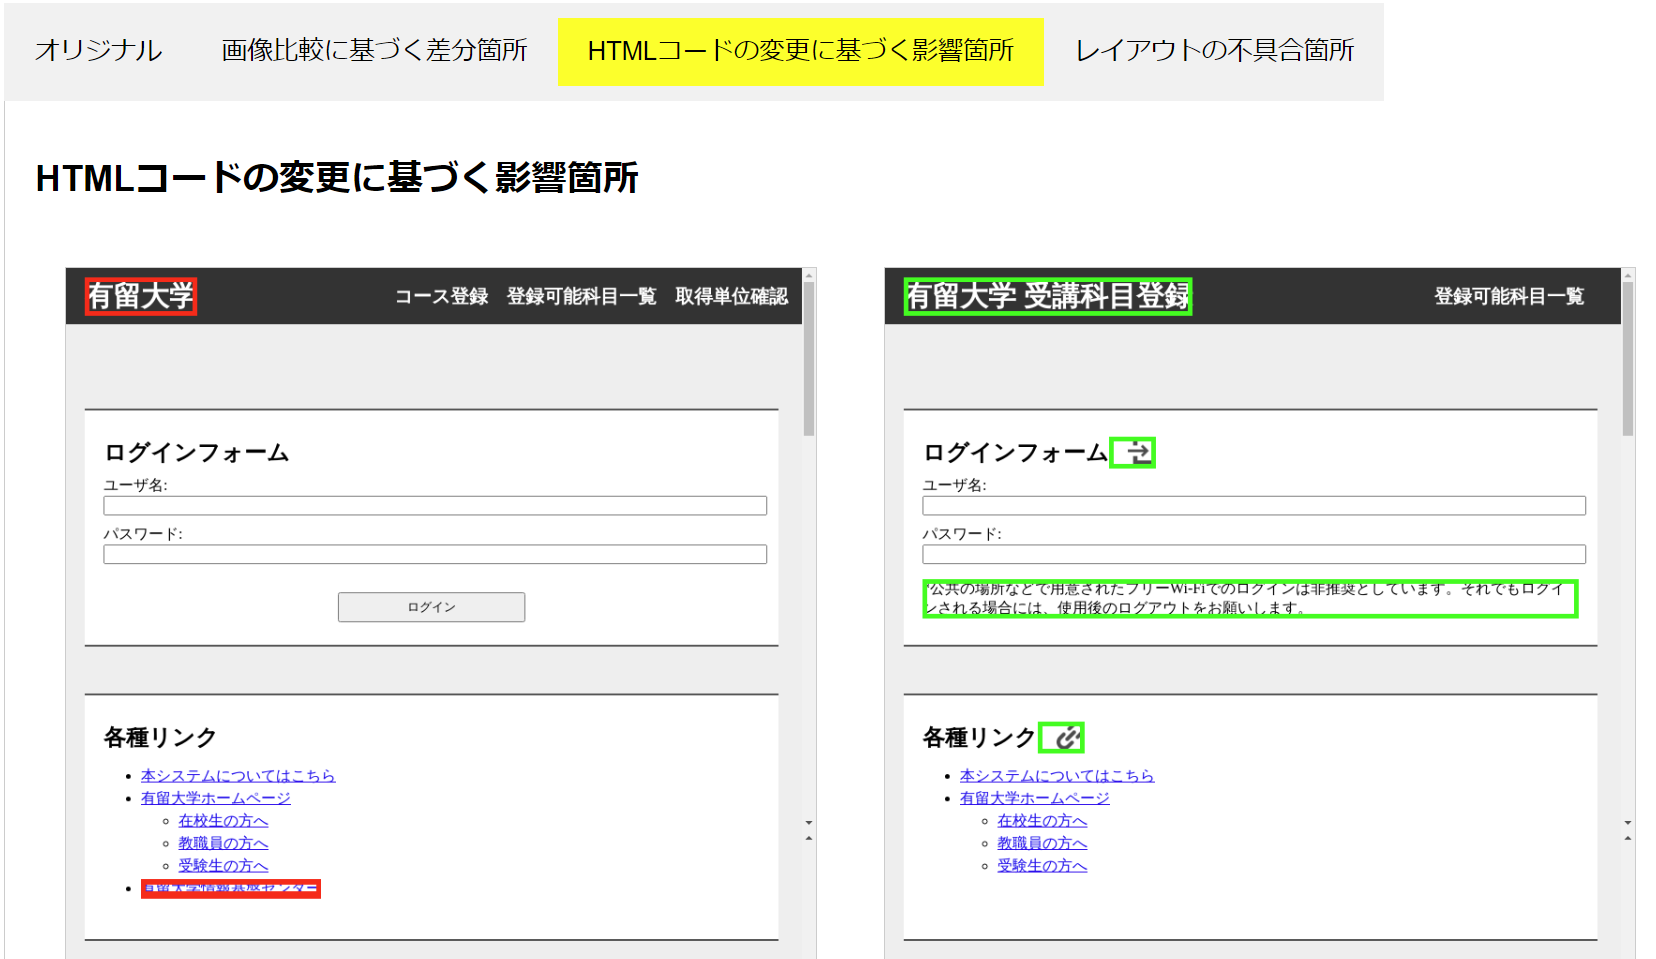 オリジナル 画像比較に基づく差分箇所 HTMLコードの変更に基づく影響箇所 レイアウトの不具合箇所
HTMLコードの変更に基づく影響箇所
有留大学 コース登録 登録可能科目一覧 取得単位確認
ログインフォーム
ユーザ名:
パスワード:
ログイン
各種リンク
本システムについてはこちら
有留大学ホームページ
在校生の方へ
教職員の方へ
受験生の方へ
有留大学情報基盤センター
有留大学 受講科目登録 登録可能科目一覧
ログインフォーム
ユーザ名:
パスワード:
*公共の場所などで用意されたフリーWi-Fiでのログインは非推奨としています。それでもログイ
ンされる場合には、使用後のログアウトをお願いします。
各種リンク
本システムについてはこちら
有留大学ホームページ
在校生の方へ
教職員の方へ
受験生の方へ